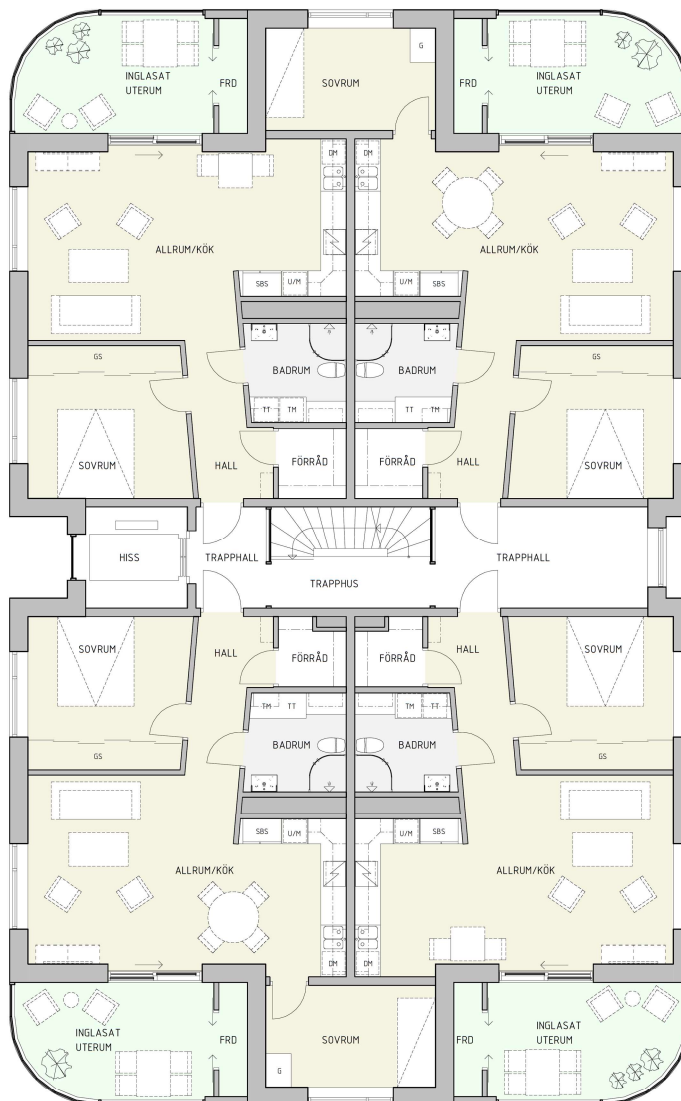 G
INGLASAT
UTERUM
FRD
SOVRUM
FRD
INGLASAT
UTERUM
DM
DM
ALLRUM/KÖK
ALLRUM/KÖK
SBS
U/M
U/M
SBS
GS
BADRUM
BADRUM
GS
TT
TM
TT
TM
SOVRUM
HALL
FÖRRÅD
FÖRRÅD
HALL
SOVRUM
HISS
TRAPPHALL
TRAPPHALL
TRAPPHUS
SOVRUM
HALL
FÖRRÅD
FÖRRÅD
HALL
SOVRUM
TM
TT
TM
TT
BADRUM
BADRUM
GS
GS
SBS
U/M
U/M
SBS
ALLRUM/KÖK
ALLRUM/KÖK
DM
DM
INGLASAT
UTERUM
FRD
SOVRUM
FRD
INGLASAT
UTERUM
G